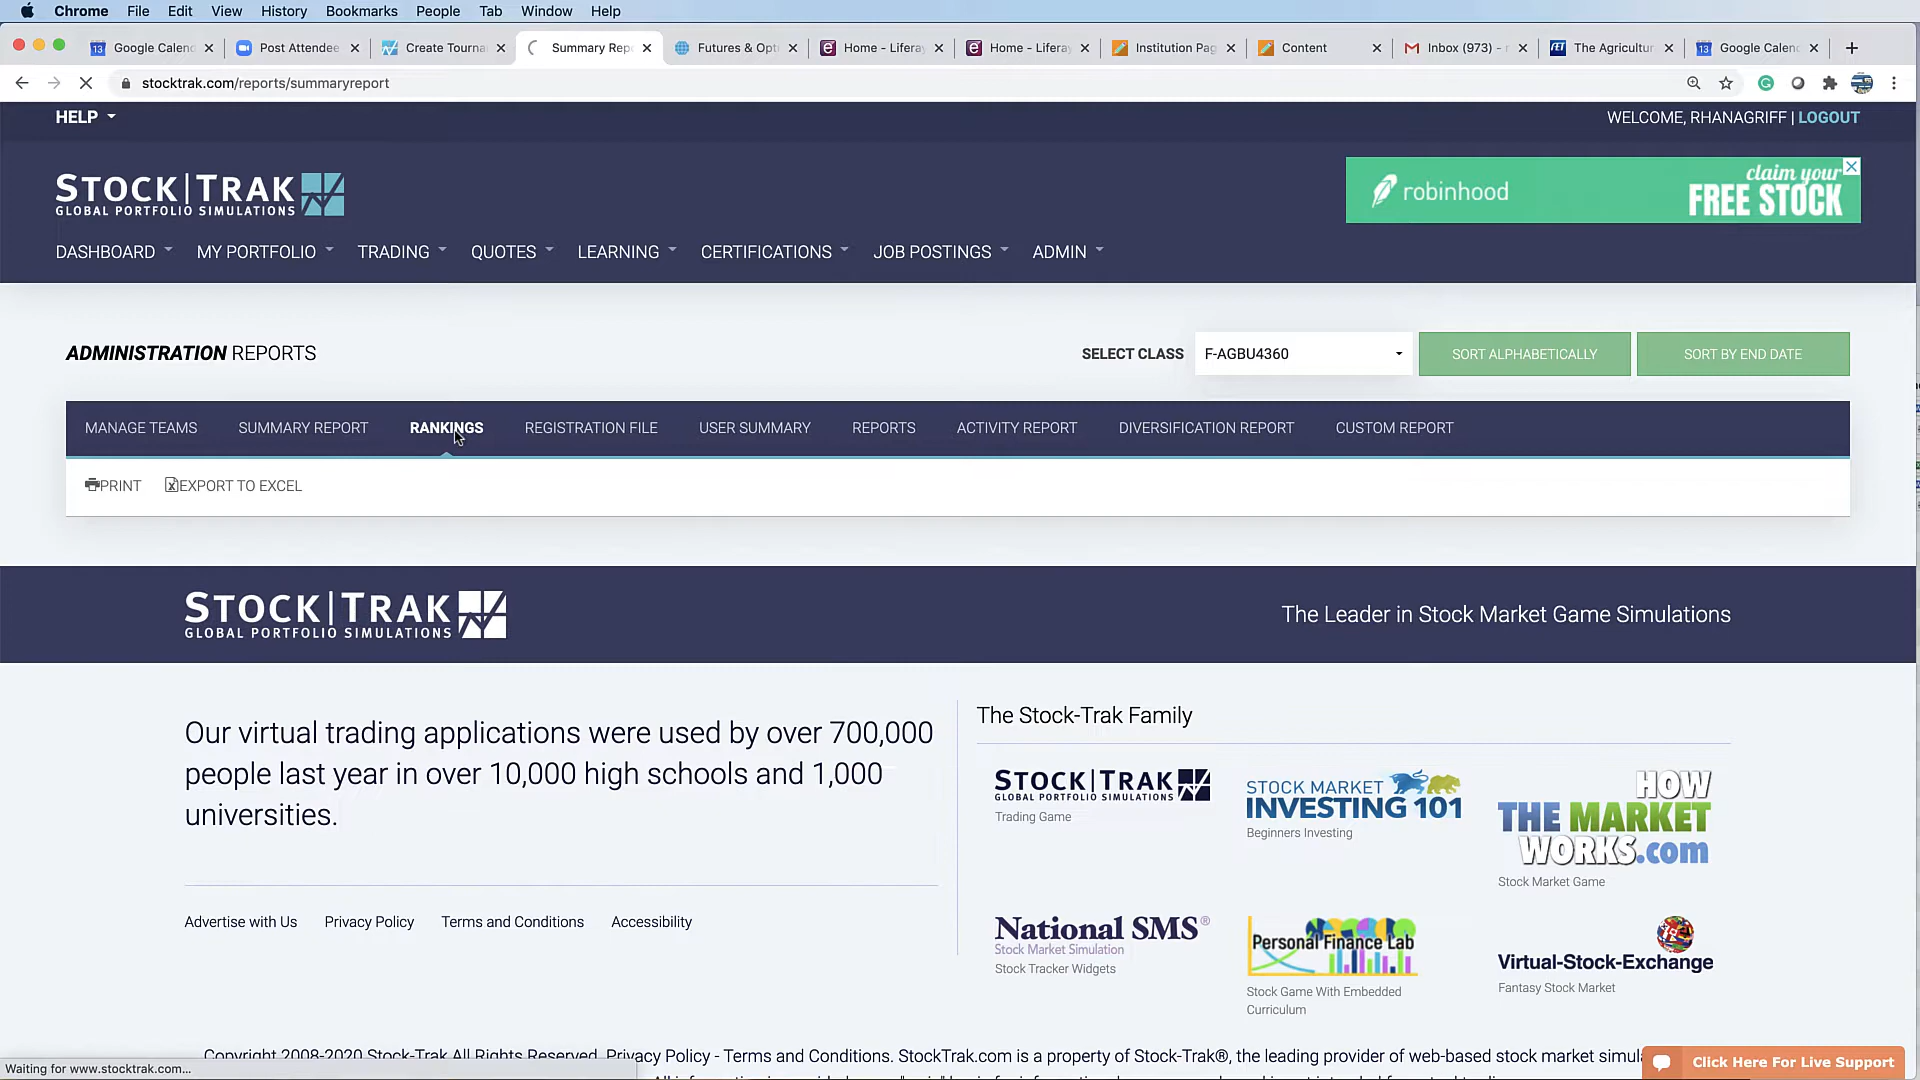 Chrome File Edit View History Bookmarks People Tab Window Help
Google Calen Post Attendee Create Tourna Summary Repo Futures & Opt Home - Liferay Home - Liferay Institution Pag Content Inbox (973) - The Agricultur Google Calen
stocktrak.com/reports/summaryreport
HELP WELCOME, RHANAGRIFF | LOGOUT
STOCK|TRAK
GLOBAL PORTFOLIO SIMULATIONS
robinhood
claim your
FREE STOCK
DASHBOARD MY PORTFOLIO TRADING QUOTES LEARNING CERTIFICATIONS JOB POSTINGS ADMIN
ADMINISTRATION REPORTS SELECT CLASS F-AGBU4360 SORT ALPHABETICALLY SORT BY END DATE
MANAGE TEAMS SUMMARY REPORT RANKINGS REGISTRATION FILE USER SUMMARY REPORTS ACTIVITY REPORT DIVERSIFICATION REPORT CUSTOM REPORT
PRINT EXPORT TO EXCEL
STOCK|TRAK
GLOBAL PORTFOLIO SIMULATIONS
The Leader in Stock Market Game Simulations
Our virtual trading applications were used by over 700,000
people last year in over 10,000 high schools and 1,000
universities.
Advertise with Us Privacy Policy Terms and Conditions Accessibility
The Stock-Trak Family
STOCK|TRAK
GLOBAL PORTFOLIO SIMULATIONS
Trading Game
STOCK MARKET
INVESTING 101
Beginners Investing
HOW
THE MARKET
WORKS.com
Stock Market Game
National SMS®
Stock Market Simulation
Stock Tracker Widgets
Personal Finance Lab
Stock Game With Embedded
Curriculum
Virtual-Stock-Exchange
Fantasy Stock Market
Copyright 2008-2020 Stock-Trak All Rights Reserved. Privacy Policy - Terms and Conditions. StockTrak.com is a property of Stock-Trak®, the leading provider of web-based stock market simula
Waiting for www.stocktrak.com...
Click Here For Live Support